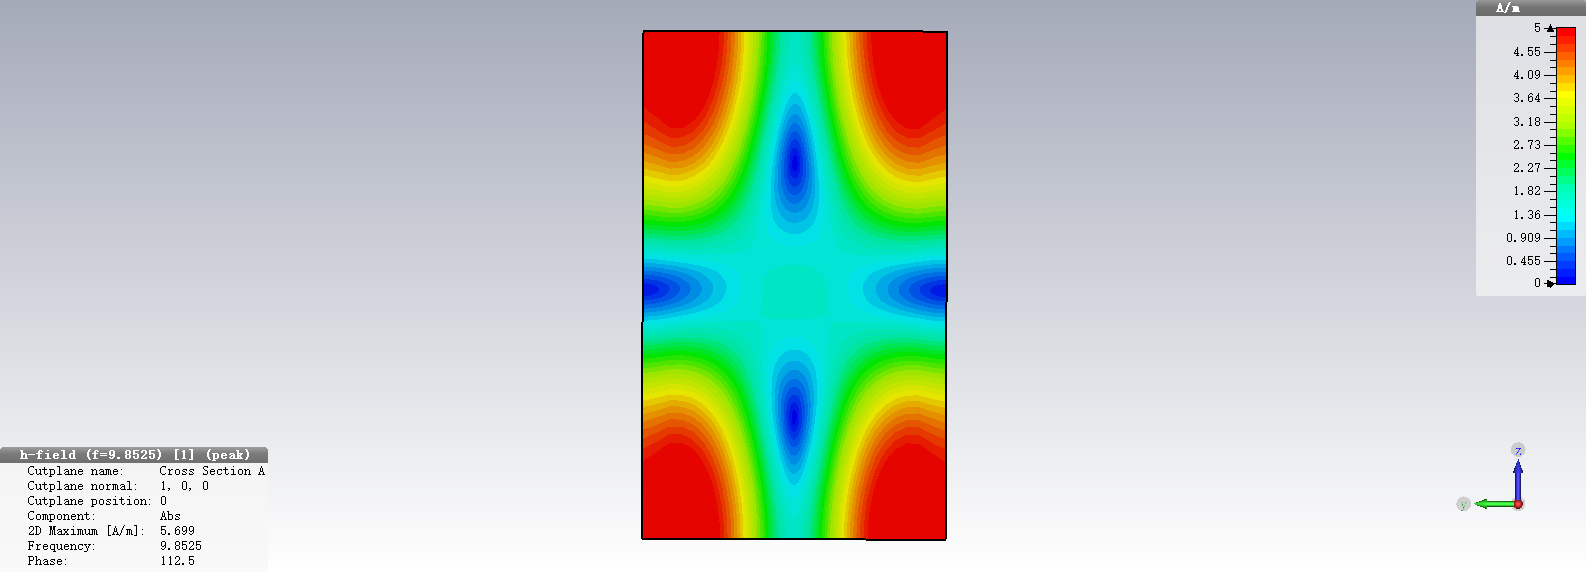 A/m
5
4.55
4.09
3.64
3.18
2.73
2.27
1.82
1.36
0.909
0.455
0
h-field (f=9.8525) [1] (peak)
Cutplane name: Cross Section A
Cutplane normal: 1, 0, 0
Cutplane position: 0
Component: Abs
2D Maximum [A/m]: 5.699
Frequency: 9.8525
Phase: 112.5
z
y